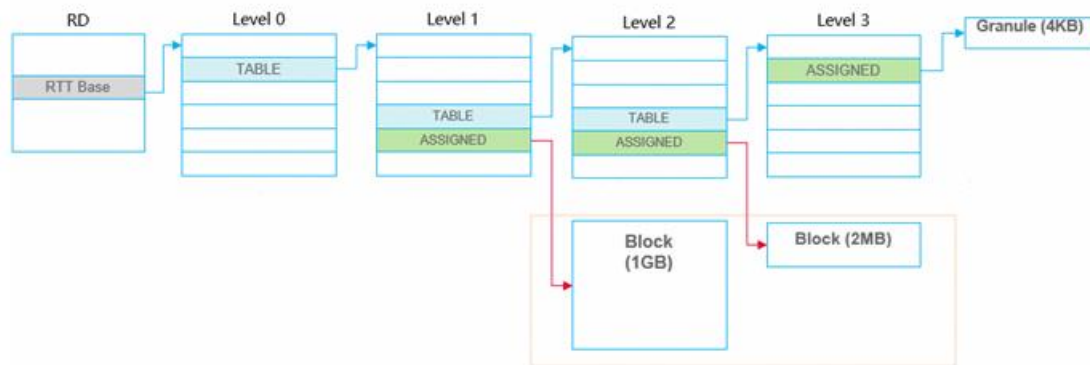 RD
Level 0
Level 1
Level 2
Level 3
Granule (4KB)
RTT Base
TABLE
TABLE
ASSIGNED
TABLE
ASSIGNED
ASSIGNED
Block
(1GB)
Block (2MB)